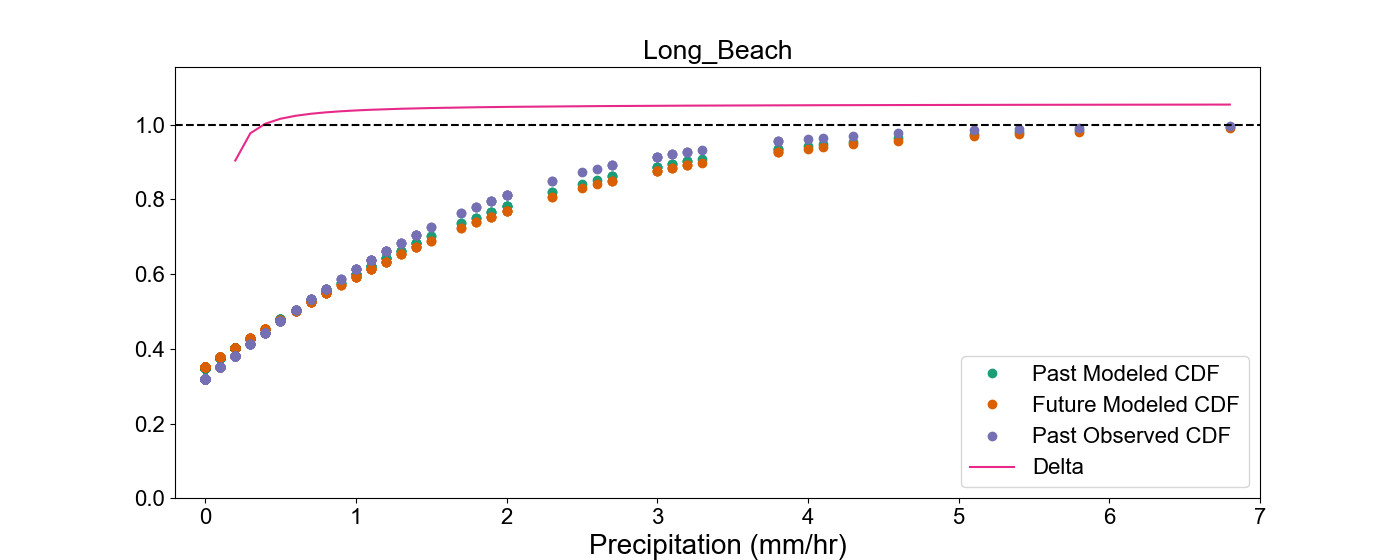 Long_Beach
1.0
0.8
0.6
0.4
0.2
0.0
Past Modeled CDF
Future Modeled CDF
Past Observed CDF
Delta
0 1 2 3 4 5 6 7
Precipitation (mm/hr)